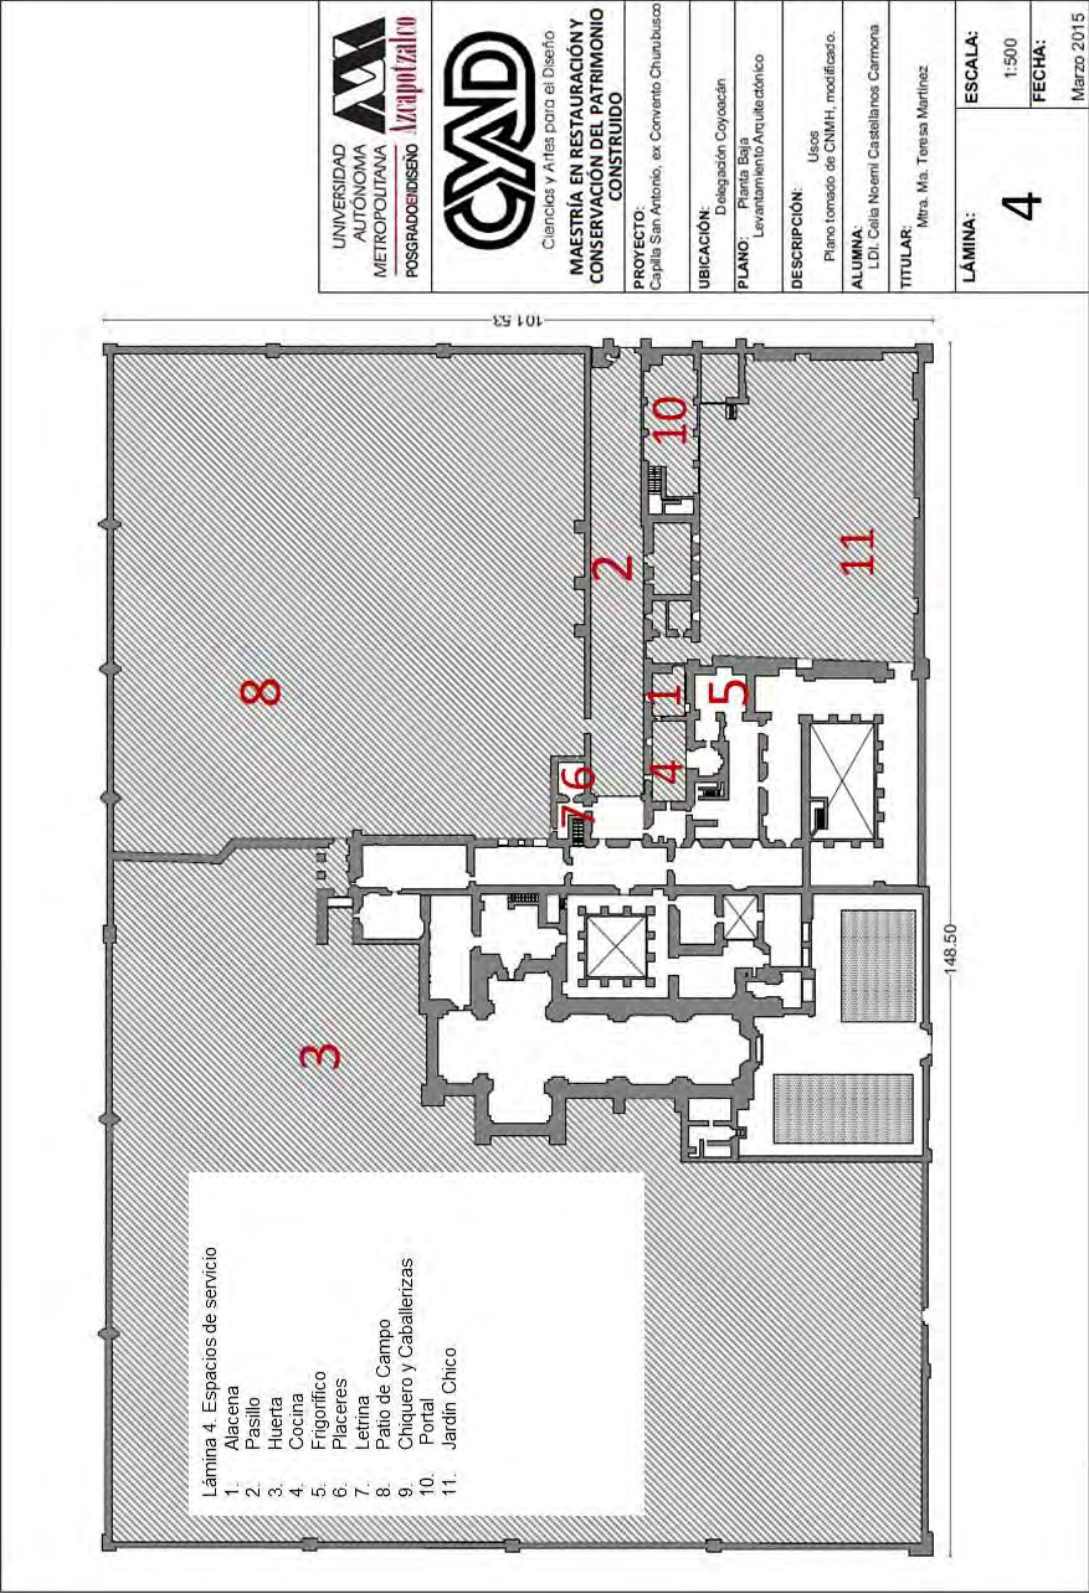 Lámina 4. Espacios de servicio
1. Alacena
2. Pasillo
3. Huerta
4. Cocina
5. Frigorífico
6. Placeres
7. Letrina
8. Patio de Campo
9. Chiquero y Caballerizas
10. Portal
11. Jardín Chico
3
8
7
6
2
4
1
5
10
11
148.50
101.53
UNIVERSIDAD
AUTÓNOMA
METROPOLITANA
POSGRADOENDISEÑO Azcapotzalco
CYAD
Ciencias y Artes para el Diseño
MAESTRÍA EN RESTAURACIÓN Y
CONSERVACIÓN DEL PATRIMONIO
CONSTRUIDO
PROYECTO:
Capilla San Antonio, ex Convento Churubusco
UBICACIÓN:
Delegación Coyoacán
PLANO: Planta Baja
Levantamiento Arquitectónico
DESCRIPCIÓN:
Usos
Plano tomado de CNMH, modificado.
ALUMNA:
LDI. Celia Noemí Castellanos Carmona
TITULAR:
Mtra. Ma. Teresa Martínez
LÁMINA:
4
ESCALA:
1:500
FECHA:
Marzo 2015